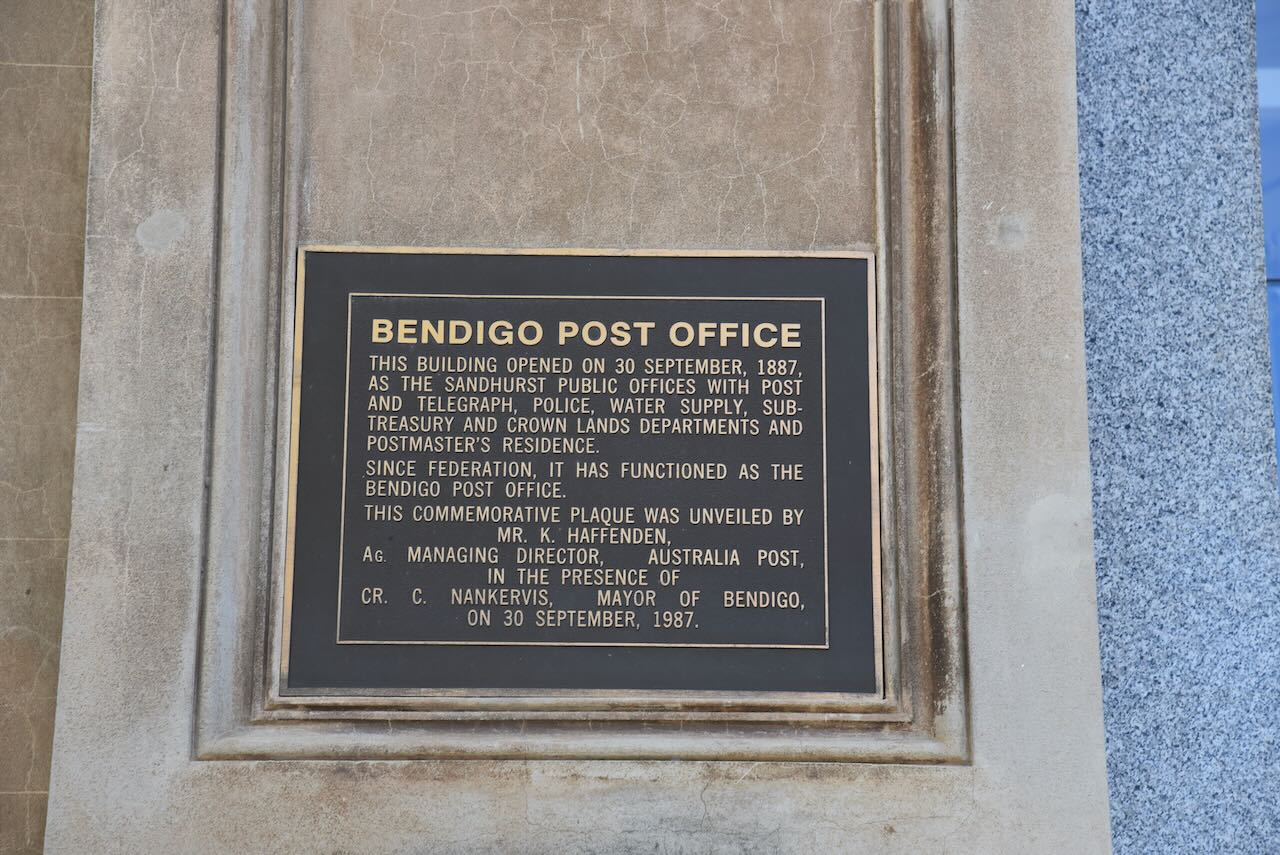 BENDIGO POST OFFICE
THIS BUILDING OPENED ON 30 SEPTEMBER, 1887,
AS THE SANDHURST PUBLIC OFFICES WITH POST
AND TELEGRAPH, POLICE, WATER SUPPLY, SUB-
TREASURY AND CROWN LANDS DEPARTMENTS AND
POSTMASTER'S RESIDENCE.
SINCE FEDERATION, IT HAS FUNCTIONED AS THE
BENDIGO POST OFFICE.
THIS COMMEMORATIVE PLAQUE WAS UNVEILED BY
MR. K. HAFFENDEN,
AG. MANAGING DIRECTOR, AUSTRALIA POST,
IN THE PRESENCE OF
CR. C. NANKERVIS, MAYOR OF BENDIGO,
ON 30 SEPTEMBER, 1987.